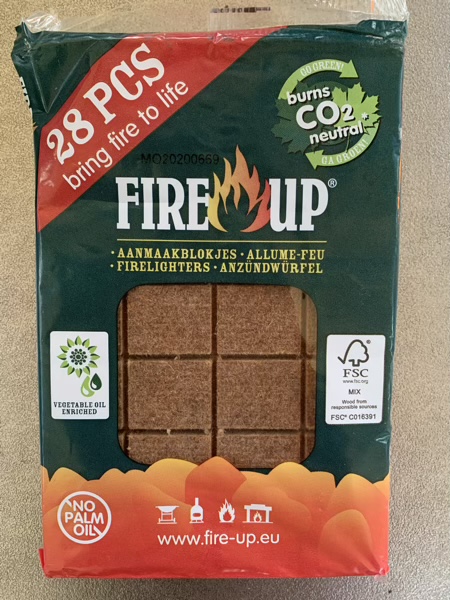 28 PCS
bring fire to life
GO GREEN!
burns
CO2
neutral*
GA GROEN!
MO20200669
FIRE UP®
· AANMAAKBLOKJES · ALLUME-FEU
· FIRELIGHTERS · ANZÜNDWÜRFEL
VEGETABLE OIL
ENRICHED
FSC
www.fsc.org
MIX
Wood from
responsible sources
FSC® C016391
NO
PALM
OIL
www.fire-up.eu